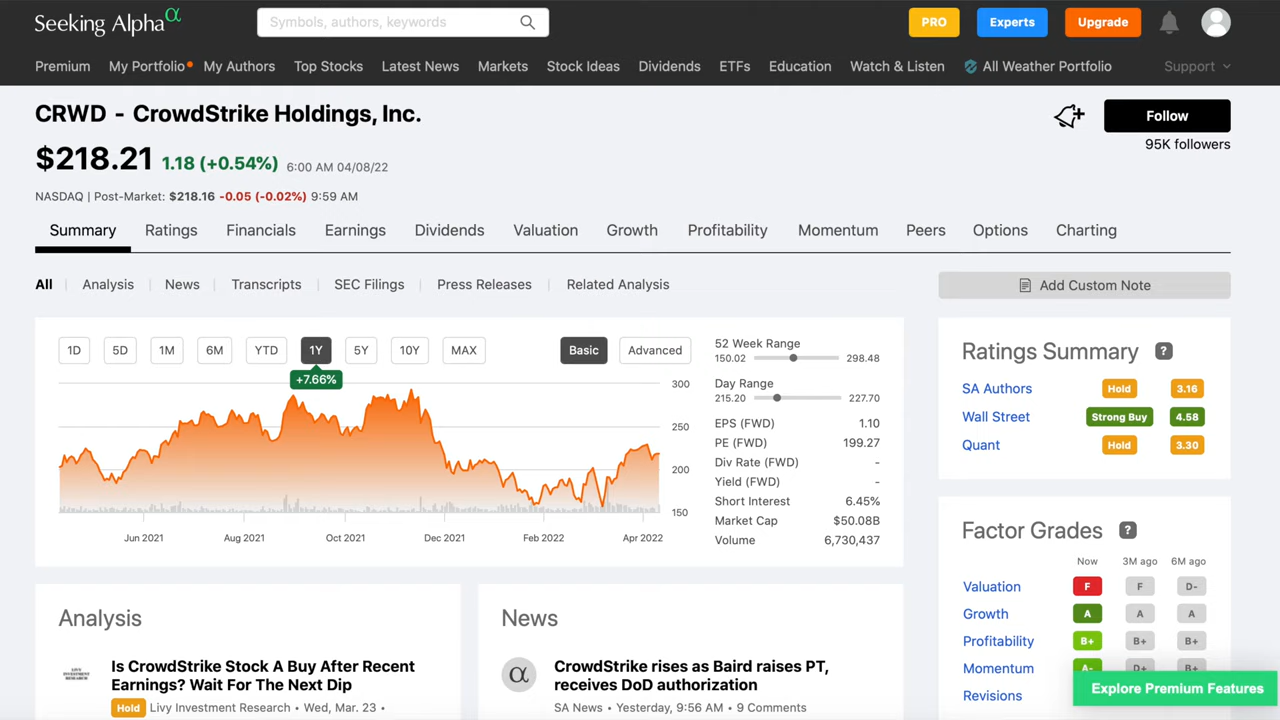 Seeking Alpha α
Symbols, authors, keywords
PRO
Experts
Upgrade
Premium My Portfolio My Authors Top Stocks Latest News Markets Stock Ideas Dividends ETFs Education Watch & Listen All Weather Portfolio Support
CRWD - CrowdStrike Holdings, Inc.
Follow
95K followers
$218.21 1.18 (+0.54%) 6:00 AM 04/08/22
NASDAQ | Post-Market: $218.16 -0.05 (-0.02%) 9:59 AM
Summary Ratings Financials Earnings Dividends Valuation Growth Profitability Momentum Peers Options Charting
All | Analysis | News | Transcripts | SEC Filings | Press Releases | Related Analysis
Add Custom Note
1D 5D 1M 6M YTD 1Y 5Y 10Y MAX
Basic Advanced
+7.66%
300
250
200
150
Jun 2021 Aug 2021 Oct 2021 Dec 2021 Feb 2022 Apr 2022
52 Week Range
150.02 298.48
Day Range
215.20 227.70
EPS (FWD) 1.10
PE (FWD) 199.27
Div Rate (FWD) -
Yield (FWD) -
Short Interest 6.45%
Market Cap $50.08B
Volume 6,730,437
Ratings Summary ?
SA Authors Hold 3.16
Wall Street Strong Buy 4.58
Quant Hold 3.30
Factor Grades ?
Now 3M ago 6M ago
Valuation F F D-
Growth A A A
Profitability B+ B+ B+
Momentum A- D+ B+
Revisions
Explore Premium Features
Analysis
LIVY INVESTMENT RESEARCH
Is CrowdStrike Stock A Buy After Recent
Earnings? Wait For The Next Dip
Hold Livy Investment Research • Wed, Mar. 23 •
News
α
CrowdStrike rises as Baird raises PT,
receives DoD authorization
SA News • Yesterday, 9:56 AM • 9 Comments